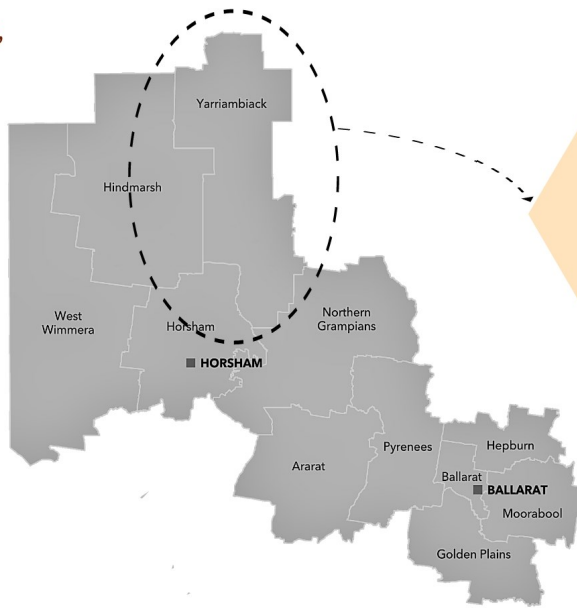 Yarriambiack
Hindmarsh
West
Wimmera
Horsham
Northern
Grampians
HORSHAM
Pyrenees
Hepburn
Ararat
Ballarat
BALLARAT
Moorabool
Golden Plains